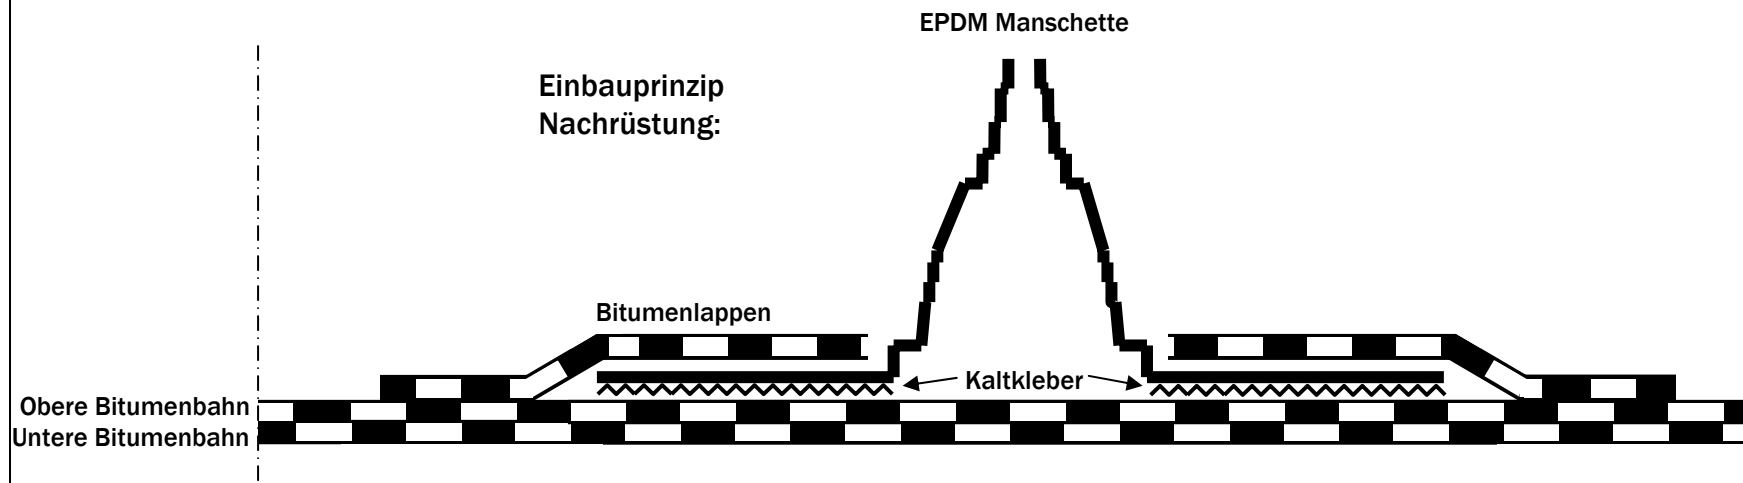 EPDM Manschette
Einbauprinzip
Nachrüstung:
Bitumenlappen
Kaltkleber
Obere Bitumenbahn
Untere Bitumenbahn